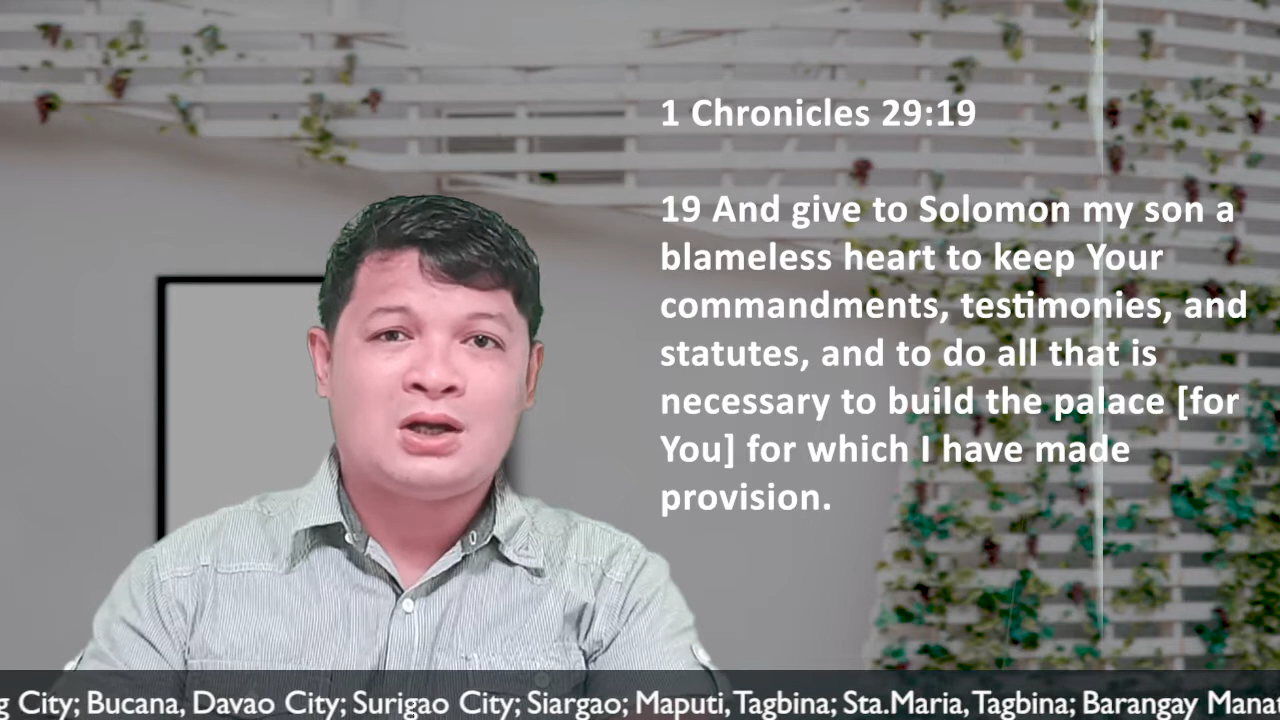 1 Chronicles 29:19
19 And give to Solomon my son a
blameless heart to keep Your
commandments, testimonies, and
statutes, and to do all that is
necessary to build the palace [for
You] for which I have made
provision.
City; Bucana, Davao City; Surigao City; Siargao; Maputi, Tagbina; Sta.Maria, Tagbina; Barangay